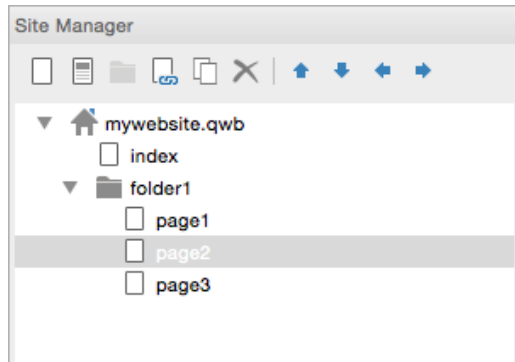 Site Manager
mywebsite.qwb
index
folder1
page1
page2
page3